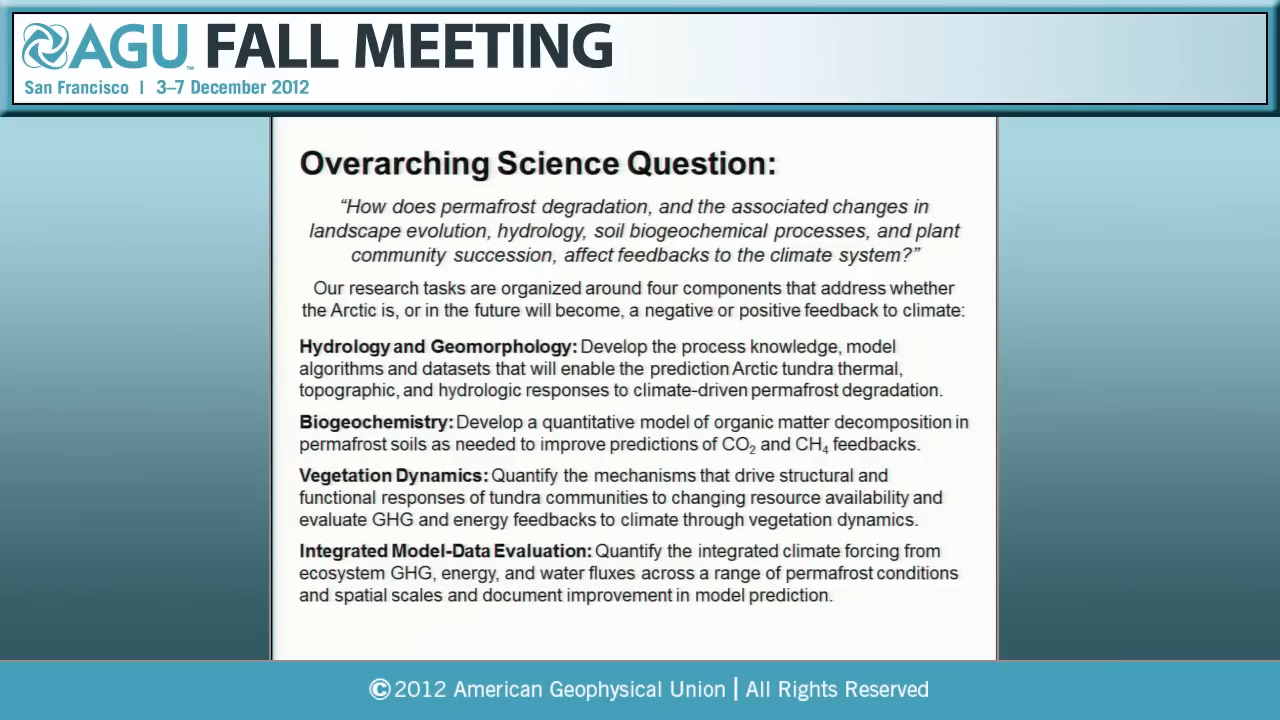 AGU™ FALL MEETING
San Francisco | 3–7 December 2012
Overarching Science Question:
“How does permafrost degradation, and the associated changes in
landscape evolution, hydrology, soil biogeochemical processes, and plant
community succession, affect feedbacks to the climate system?”
Our research tasks are organized around four components that address whether
the Arctic is, or in the future will become, a negative or positive feedback to climate:
Hydrology and Geomorphology: Develop the process knowledge, model
algorithms and datasets that will enable the prediction Arctic tundra thermal,
topographic, and hydrologic responses to climate-driven permafrost degradation.
Biogeochemistry: Develop a quantitative model of organic matter decomposition in
permafrost soils as needed to improve predictions of CO₂ and CH₄ feedbacks.
Vegetation Dynamics: Quantify the mechanisms that drive structural and
functional responses of tundra communities to changing resource availability and
evaluate GHG and energy feedbacks to climate through vegetation dynamics.
Integrated Model-Data Evaluation: Quantify the integrated climate forcing from
ecosystem GHG, energy, and water fluxes across a range of permafrost conditions
and spatial scales and document improvement in model prediction.
©2012 American Geophysical Union | All Rights Reserved